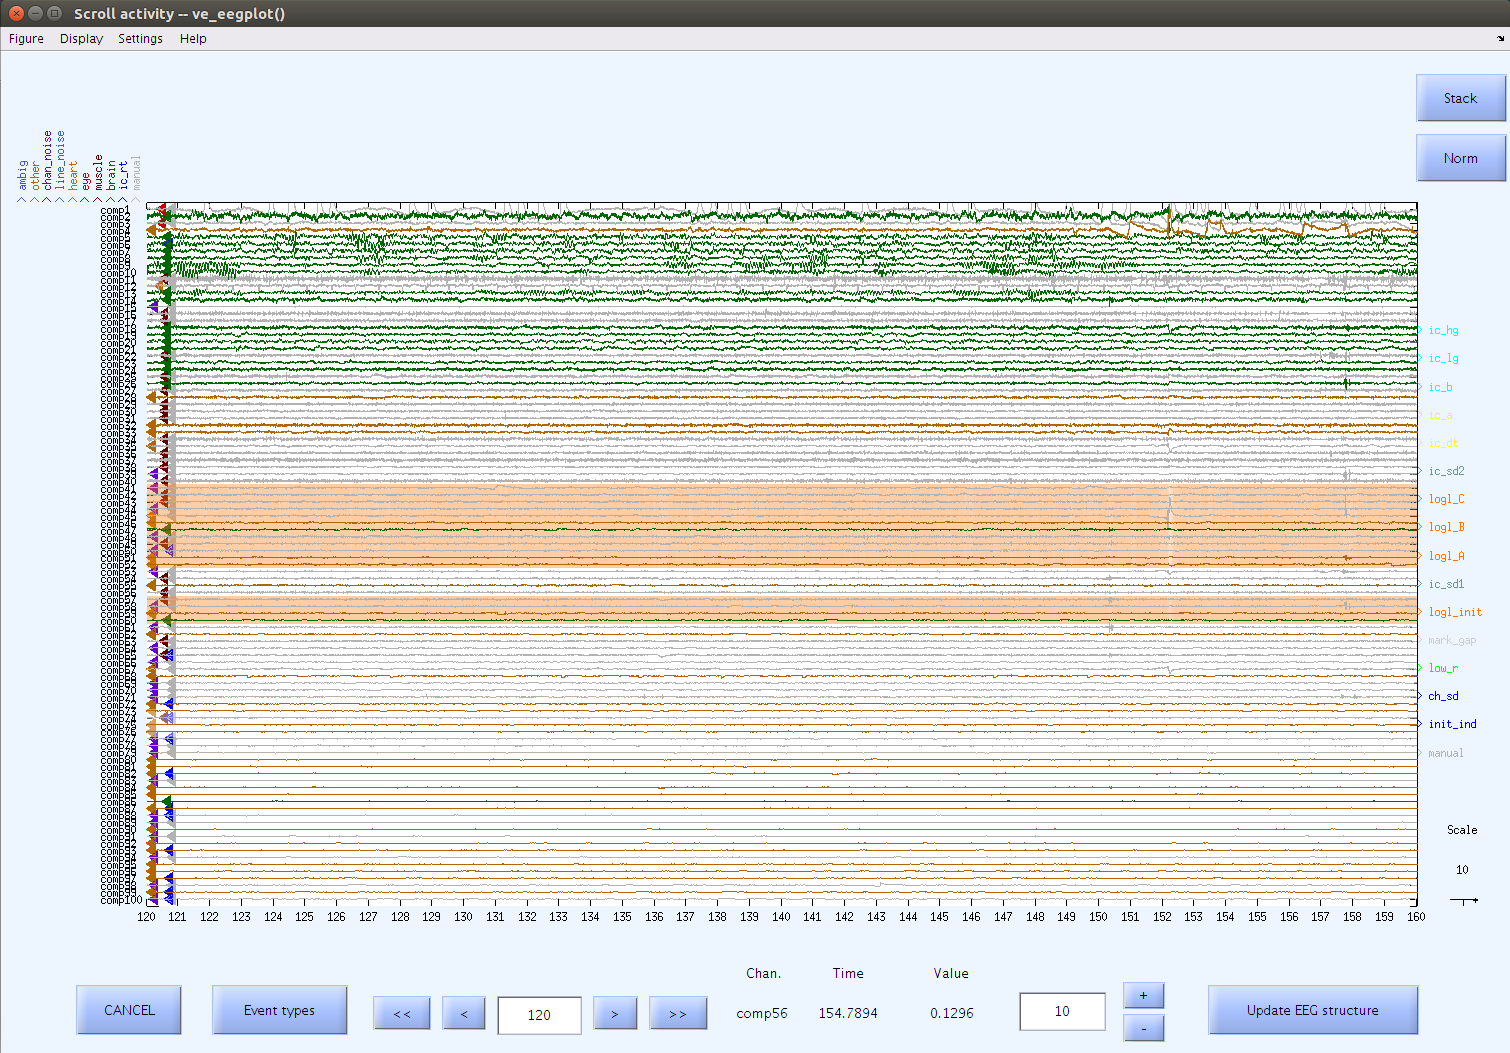 Scroll activity -- ve_eegplot()
Figure Display Settings Help
Stack
Norm
ambig
other
chan_noise
line_noise
heart
eye
muscle
brain
ic_rt
manual
comp1
comp2
comp3
comp4
comp5
comp6
comp7
comp8
comp9
comp10
comp11
comp12
comp13
comp14
comp15
comp16
comp17
comp18
comp19
comp20
comp21
comp22
comp23
comp24
comp25
comp26
comp27
comp28
comp29
comp30
comp31
comp32
comp33
comp34
comp35
comp36
comp37
comp38
comp39
comp40
comp41
comp42
comp43
comp44
comp45
comp46
comp47
comp48
comp49
comp50
comp51
comp52
comp53
comp54
comp55
comp56
comp57
comp58
comp59
comp60
comp61
comp62
comp63
comp64
comp65
comp66
comp67
comp68
comp69
comp70
comp71
comp72
comp73
comp74
comp75
comp76
comp77
comp78
comp79
comp80
comp81
comp82
comp83
comp84
comp85
comp86
comp87
comp88
comp89
comp90
comp91
comp92
comp93
comp94
comp95
comp96
comp97
comp98
comp99
comp100
ic_hg
ic_lg
ic_b
ic_a
ic_dt
ic_sd2
logl_C
logl_B
logl_A
ic_sd1
logl_init
mark_gap
low_r
ch_sd
init_ind
manual
Scale
10
120 121 122 123 124 125 126 127 128 129 130 131 132 133 134 135 136 137 138 139 140 141 142 143 144 145 146 147 148 149 150 151 152 153 154 155 156 157 158 159 160
Chan. Time Value
CANCEL Event types << < 120 > >> comp56 154.7894 0.1296 10 + - Update EEG structure